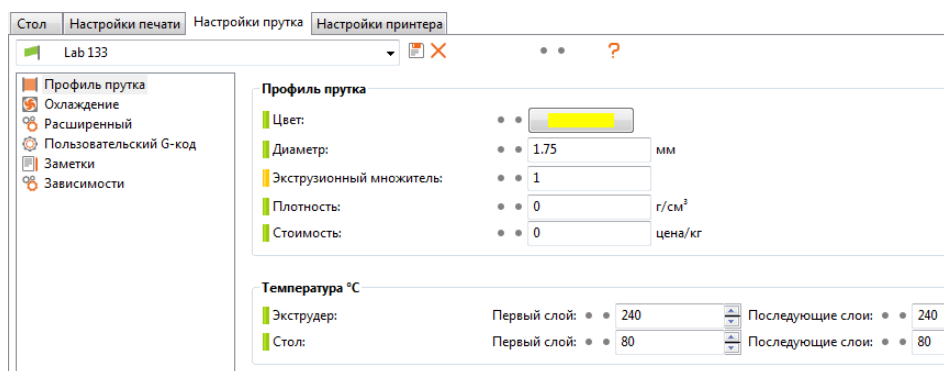 Стол Настройки печати Настройки прутка Настройки принтера
Lab 133 ?
Профиль прутка
Охлаждение
Расширенный
Пользовательский G-код
Заметки
Зависимости
Профиль прутка
Цвет:
Диаметр: 1.75 мм
Экструзионный множитель: 1
Плотность: 0 г/см³
Стоимость: 0 цена/кг
Температура °C
Экструдер: Первый слой: 240 Последующие слои: 240
Стол: Первый слой: 80 Последующие слои: 80